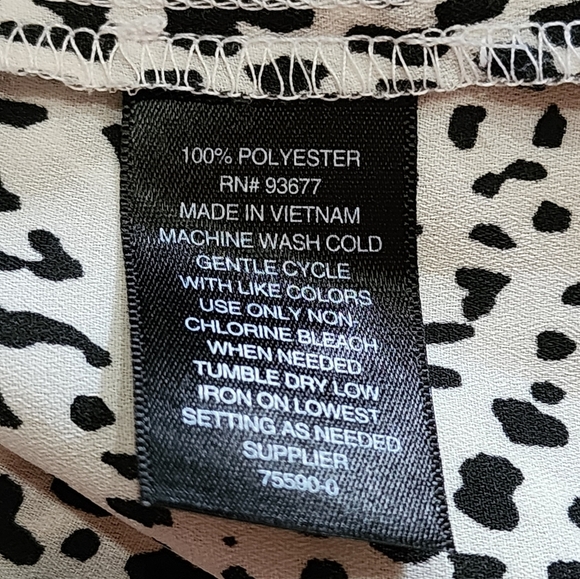 100% POLYESTER
RN# 93677
MADE IN VIETNAM
MACHINE WASH COLD
GENTLE CYCLE
WITH LIKE COLORS
USE ONLY NON
CHLORINE BLEACH
WHEN NEEDED
TUMBLE DRY LOW
IRON ON LOWEST
SETTING AS NEEDED
SUPPLIER
75590-0